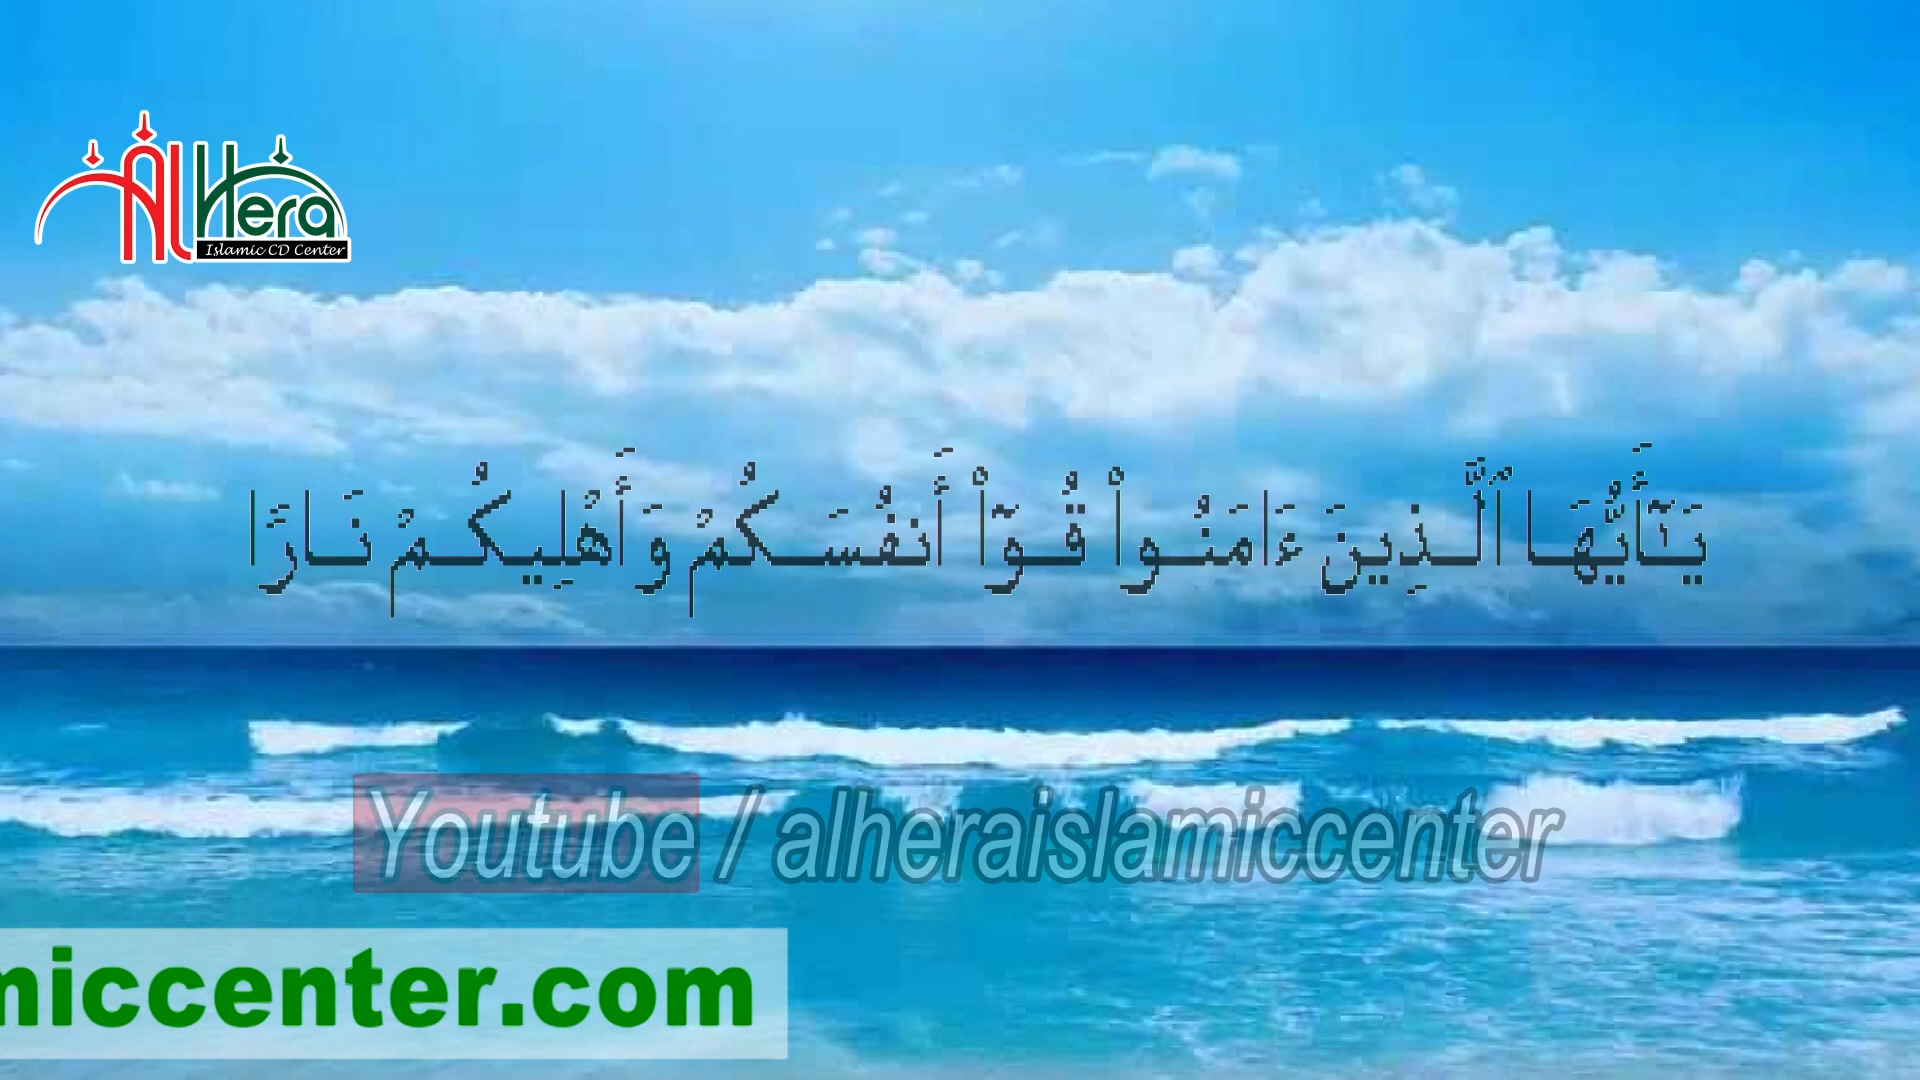 ALHera
Islamic CD Center
يَـٰٓأَيُّهَا ٱلَّذِينَ ءَامَنُوا۟ قُوٓا۟ أَنفُسَكُمْ وَأَهْلِيكُمْ نَارًا
Youtube / alheraislamiccenter
miccenter.com